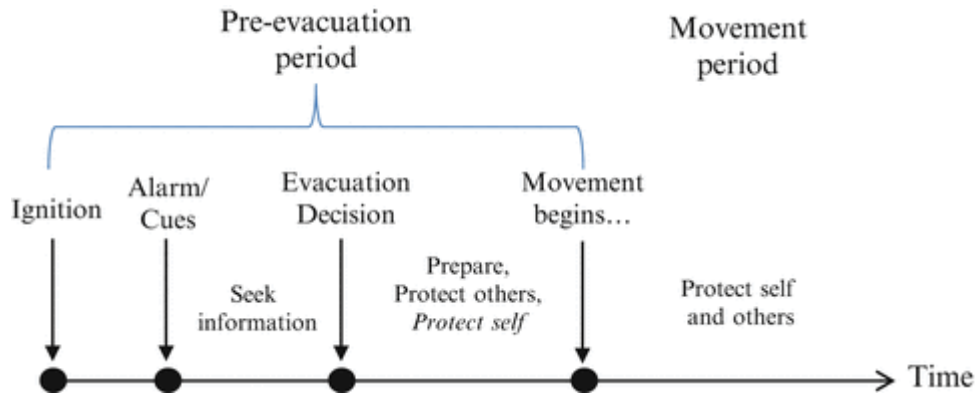 Pre-evacuation
period
Movement
period
Ignition
Alarm/
Cues
Evacuation
Decision
Movement
begins…
Seek
information
Prepare,
Protect others,
Protect self
Protect self
and others
Time